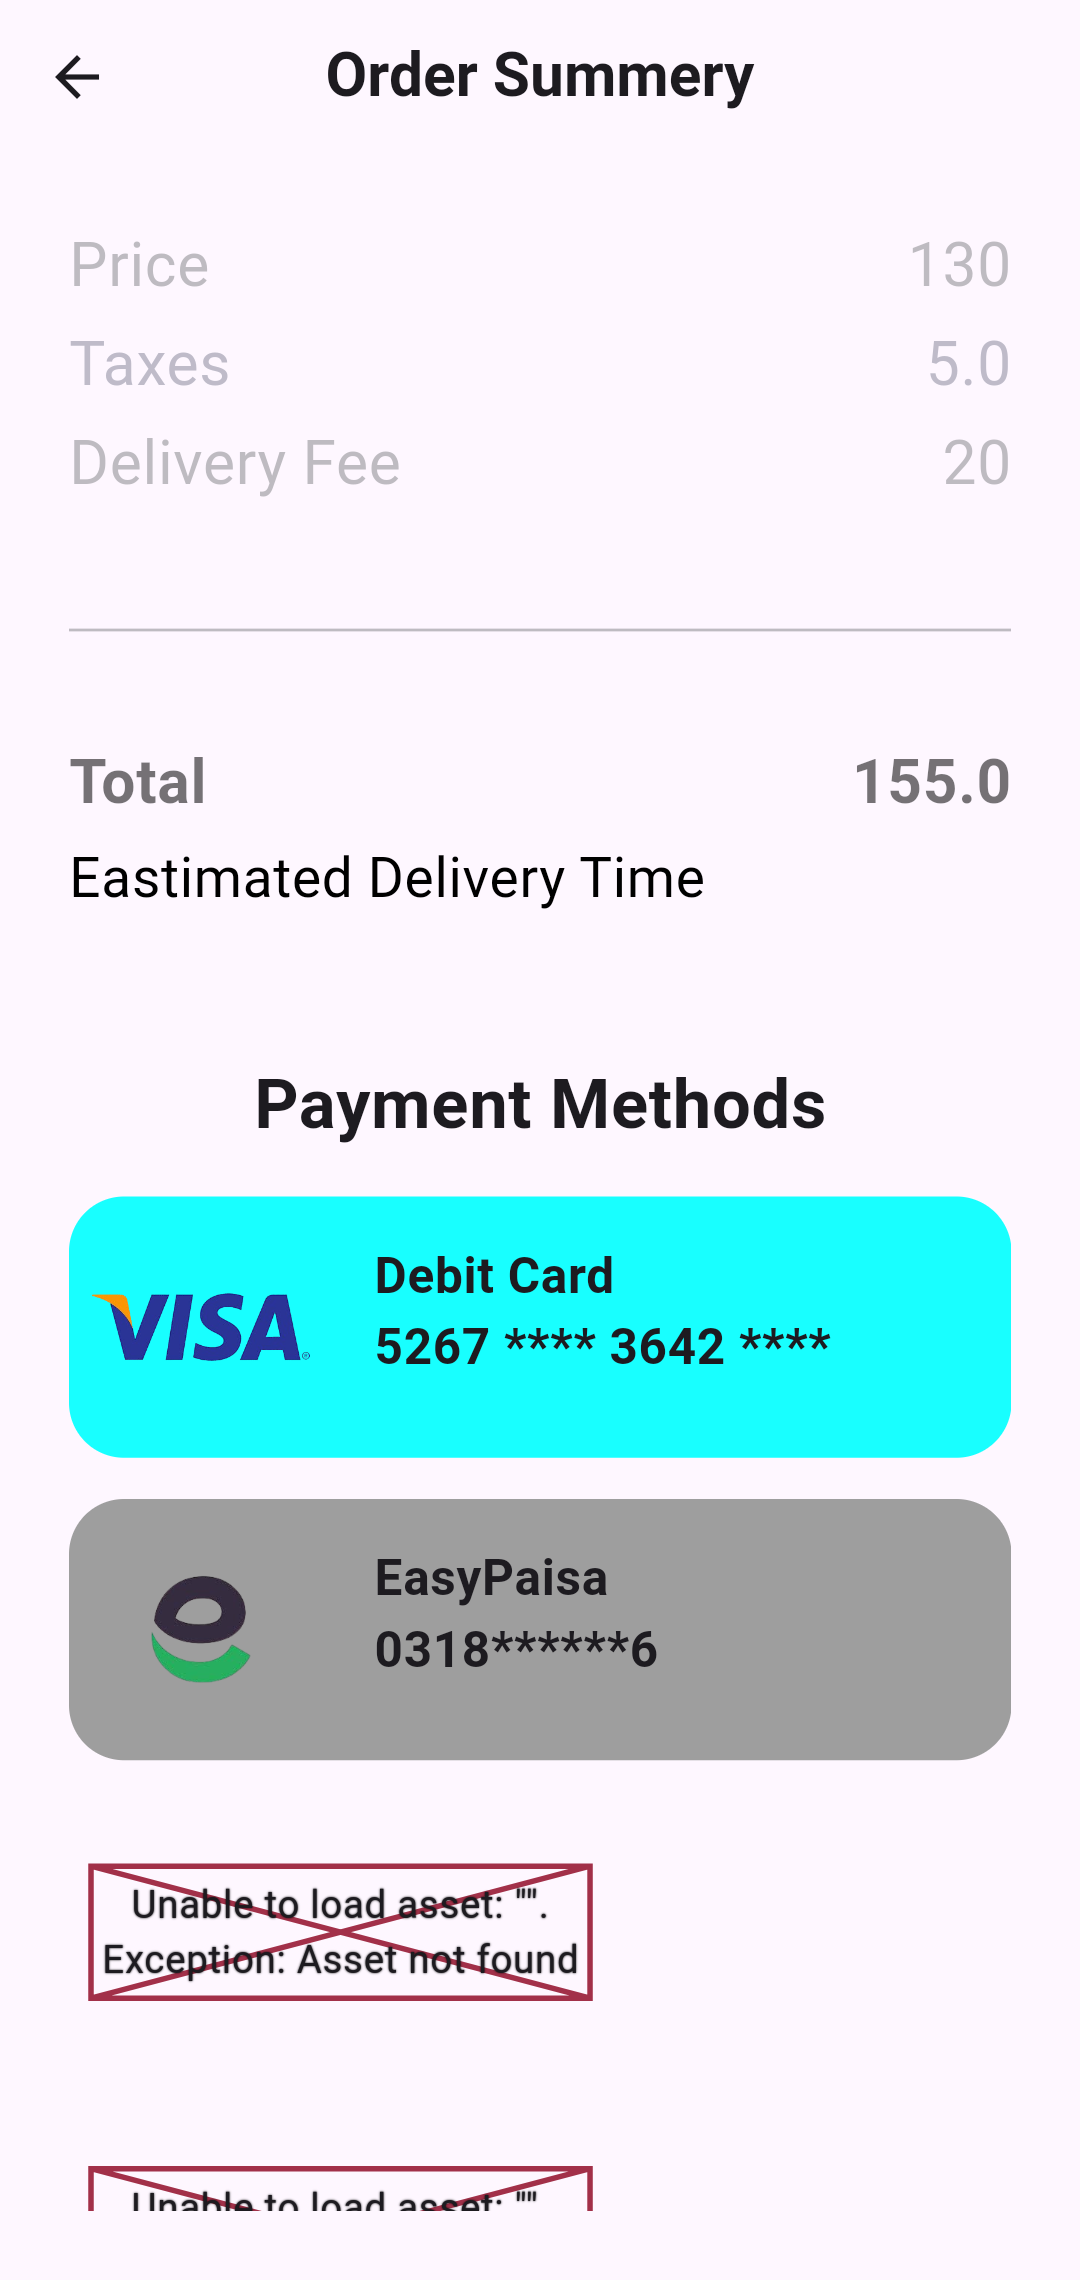 Order Summery
Price 130
Taxes 5.0
Delivery Fee 20
Total 155.0
Eastimated Delivery Time
Payment Methods
VISA®
Debit Card
5267 **** 3642 ****
EasyPaisa
0318******6
Unable to load asset: "".
Exception: Asset not found
Unable to load asset: ""